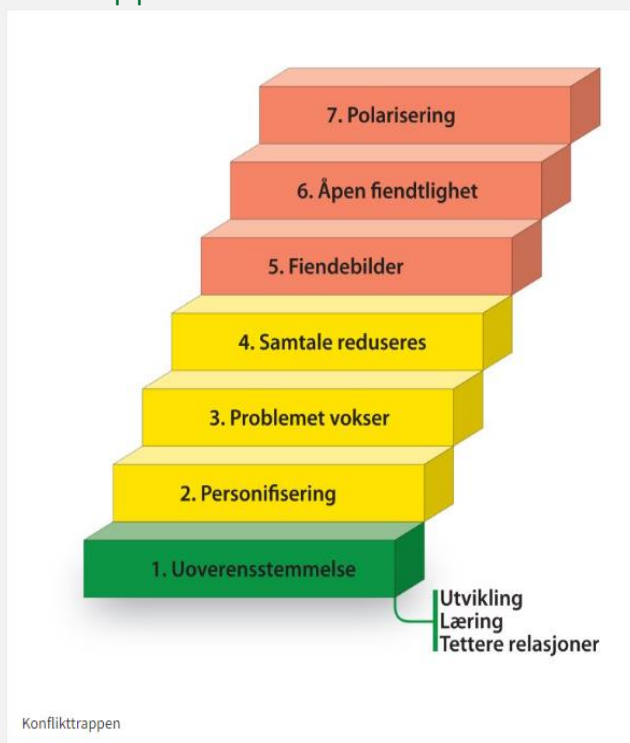 7. Polarisering
6. Åpen fiendtlighet
5. Fiendebilder
4. Samtale reduseres
3. Problemet vokser
2. Personifisering
1. Uoverensstemmelse
Utvikling
Læring
Tettere relasjoner
Konflikttrappen